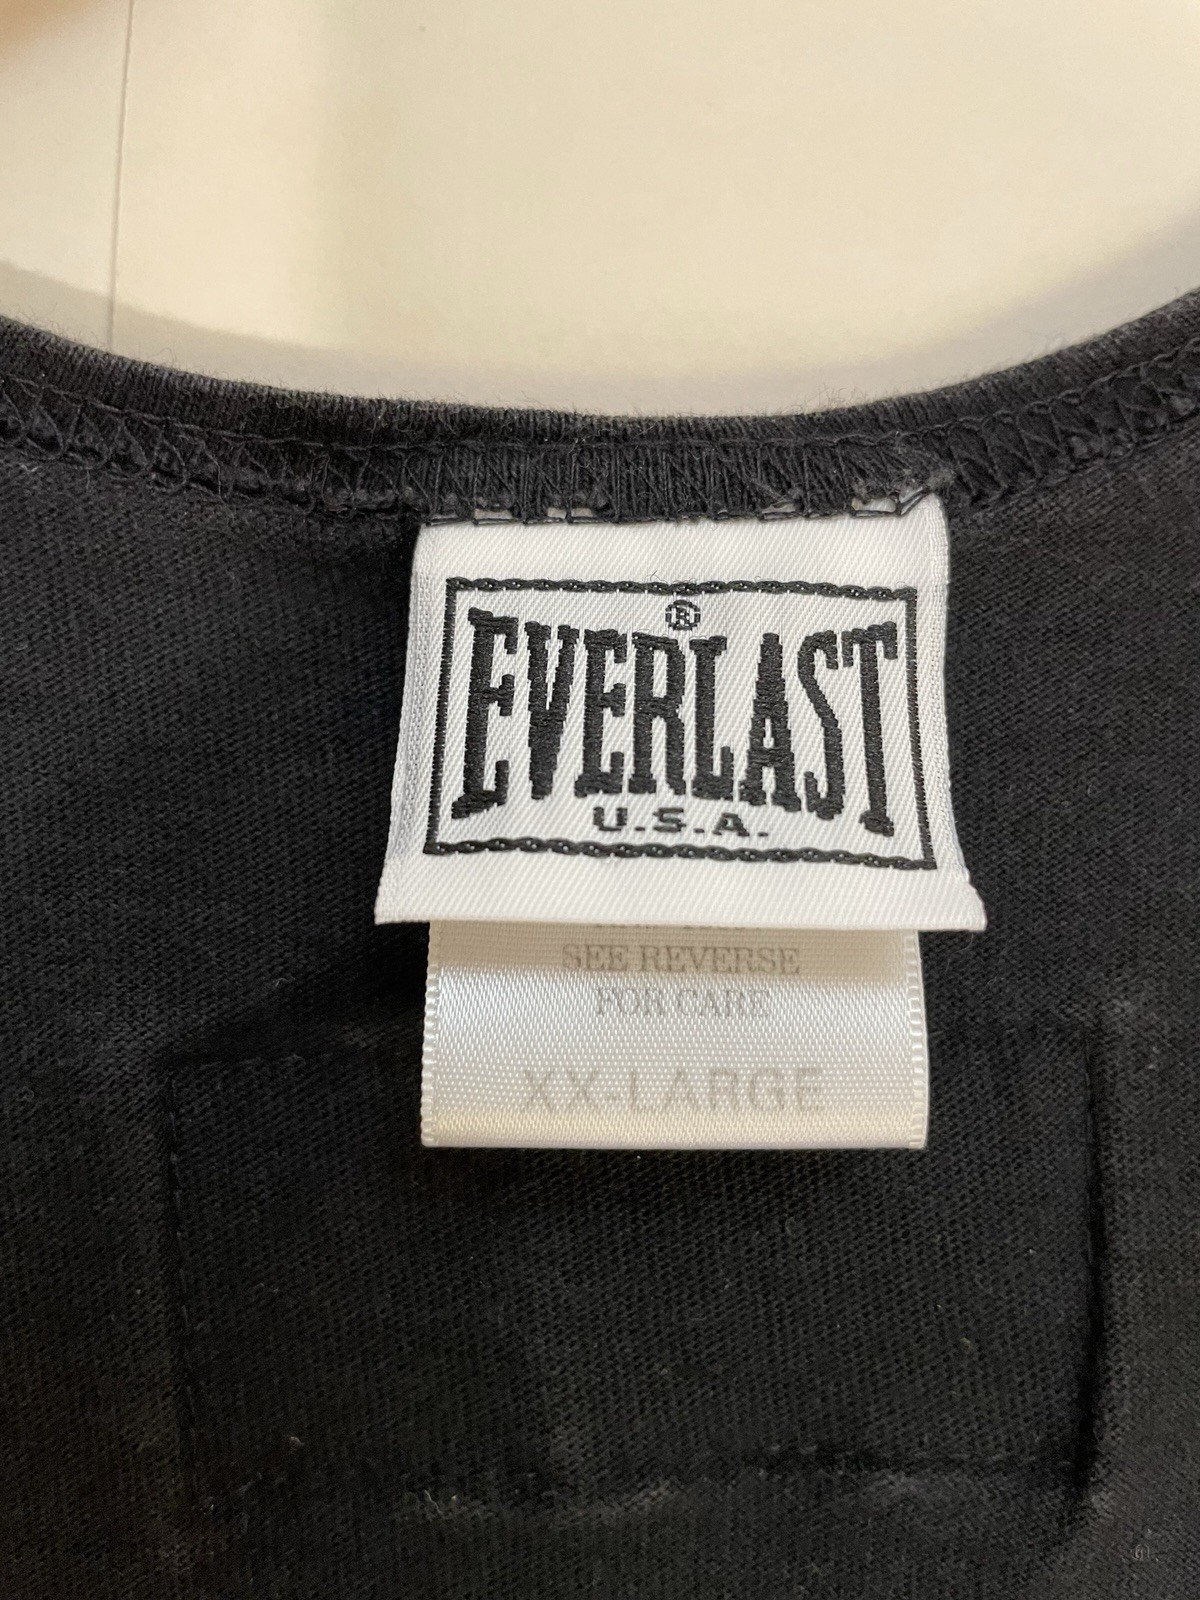 ®
EVERLAST
U.S.A.
SEE REVERSE
FOR CARE
XX-LARGE